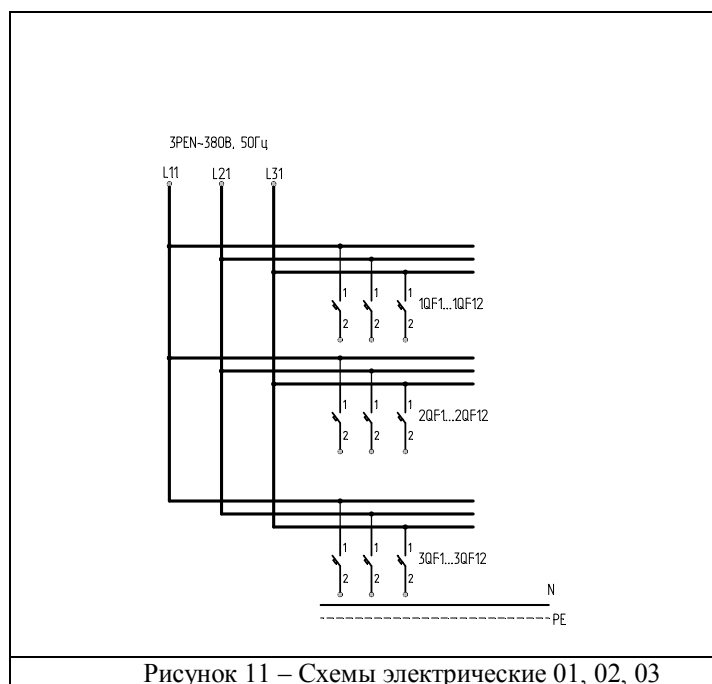 3PEN~380В, 50Гц
L11 L21 L31
1 1 1
1QF1...1QF12
2 2 2
1 1 1
2QF1...2QF12
2 2 2
1 1 1
3QF1...3QF12
2 2 2
N
PE
Рисунок 11 – Схемы электрические 01, 02, 03